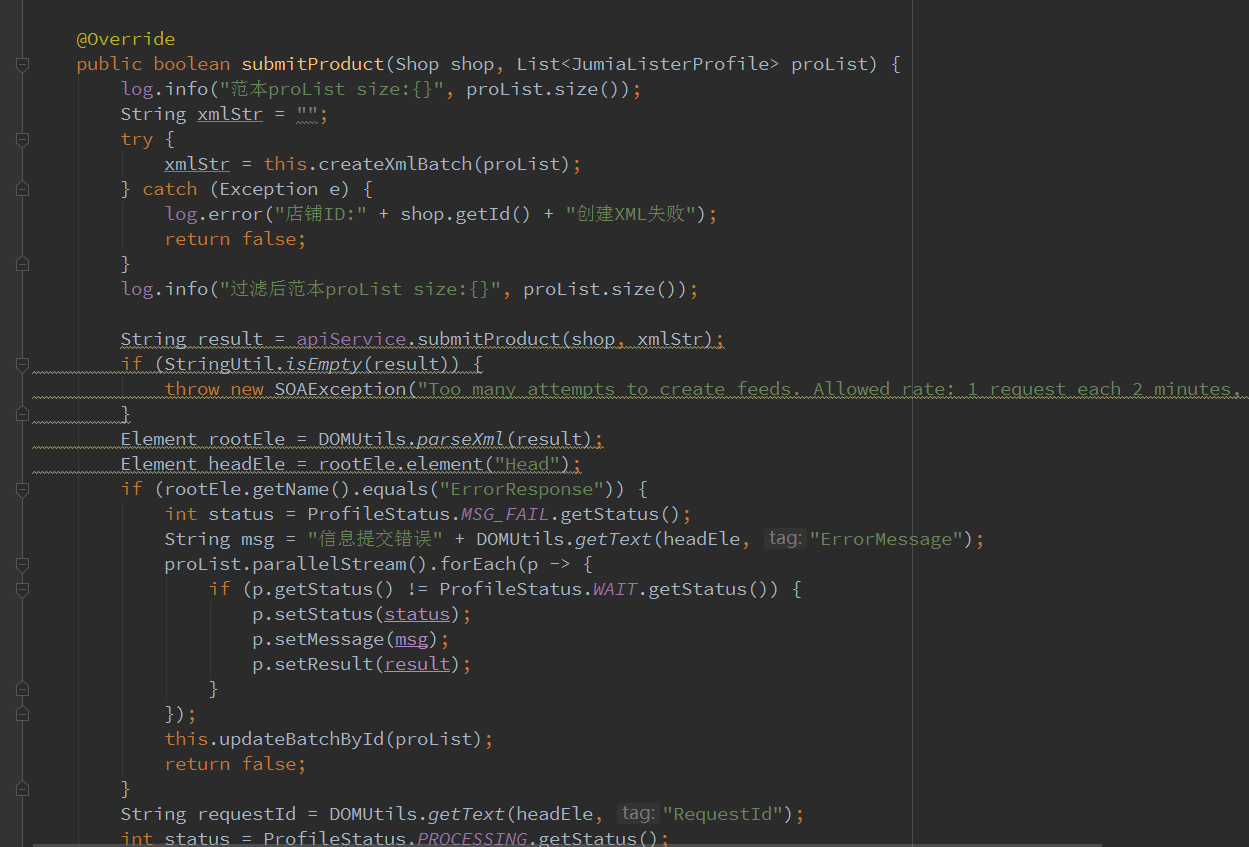 @Override
public boolean submitProduct(Shop shop, List<JumiaListerProfile> proList) {
log.info("范本proList size:{}", proList.size());
String xmlStr = "";
try {
xmlStr = this.createXmlBatch(proList);
} catch (Exception e) {
log.error("店铺ID:" + shop.getId() + "创建XML失败");
return false;
}
log.info("过滤后范本proList size:{}", proList.size());
String result = apiService.submitProduct(shop, xmlStr);
if (StringUtil.isEmpty(result)) {
throw new SOAException("Too many attempts to create feeds. Allowed rate: 1 request each 2 minutes,
}
Element rootEle = DOMUtils.parseXml(result);
Element headEle = rootEle.element("Head");
if (rootEle.getName().equals("ErrorResponse")) {
int status = ProfileStatus.MSG_FAIL.getStatus();
String msg = "信息提交错误" + DOMUtils.getText(headEle, tag: "ErrorMessage");
proList.parallelStream().forEach(p -> {
if (p.getStatus() != ProfileStatus.WAIT.getStatus()) {
p.setStatus(status);
p.setMessage(msg);
p.setResult(result);
}
});
this.updateBatchById(proList);
return false;
}
String requestId = DOMUtils.getText(headEle, tag: "RequestId");
int status = ProfileStatus.PROCESSING.getStatus();